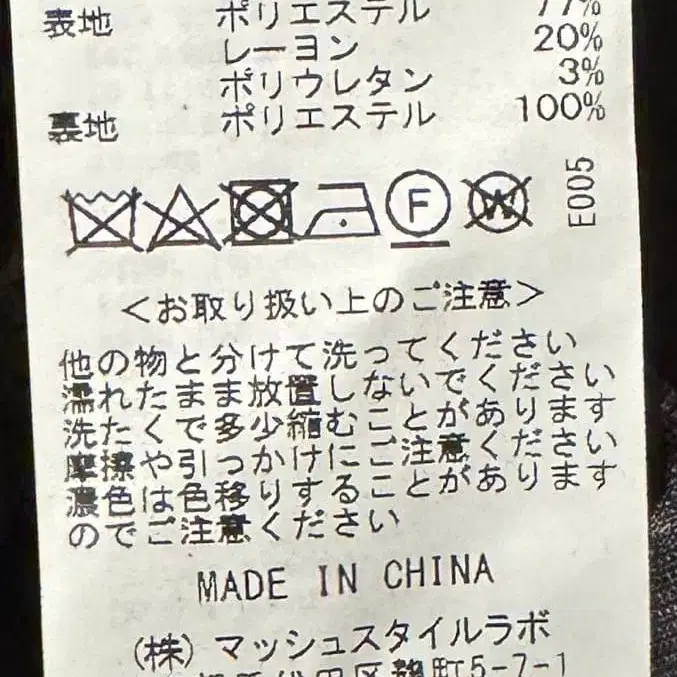 表地 ポリエステル 77%
レーヨン 20%
ポリウレタン 3%
裏地 ポリエステル 100%
F W E005
<お取り扱い上のご注意>
他の物と分けて洗ってください
濡れたまま放置しないでください
洗たくで多少縮むことがあります
摩擦や引っかけにご注意ください
濃色は色移りすることがあります
のでご注意ください
MADE IN CHINA
(株)マッシュスタイルラボ
区麹町5-7-1